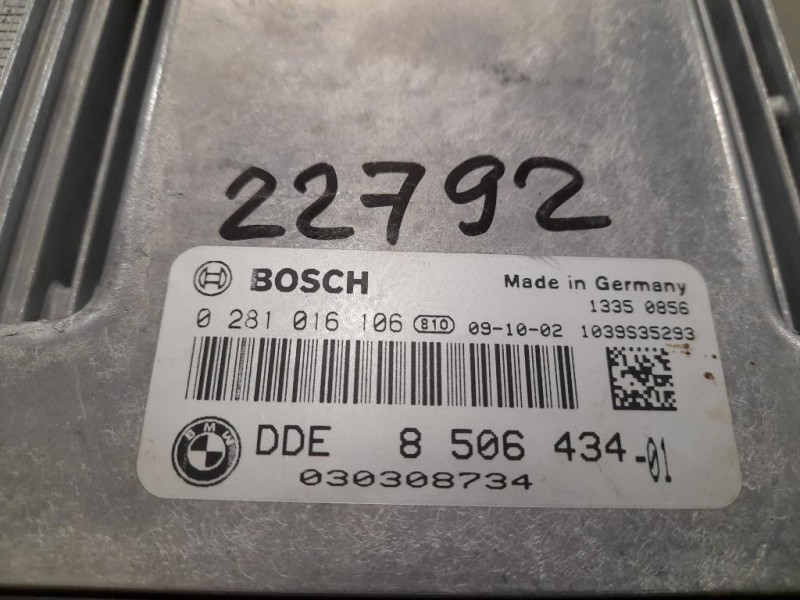 22792
BOSCH Made in Germany
1335 0856
0 281 016 106 810 09-10-02 1039S35293
BMW DDE 8 506 434-01
030308734